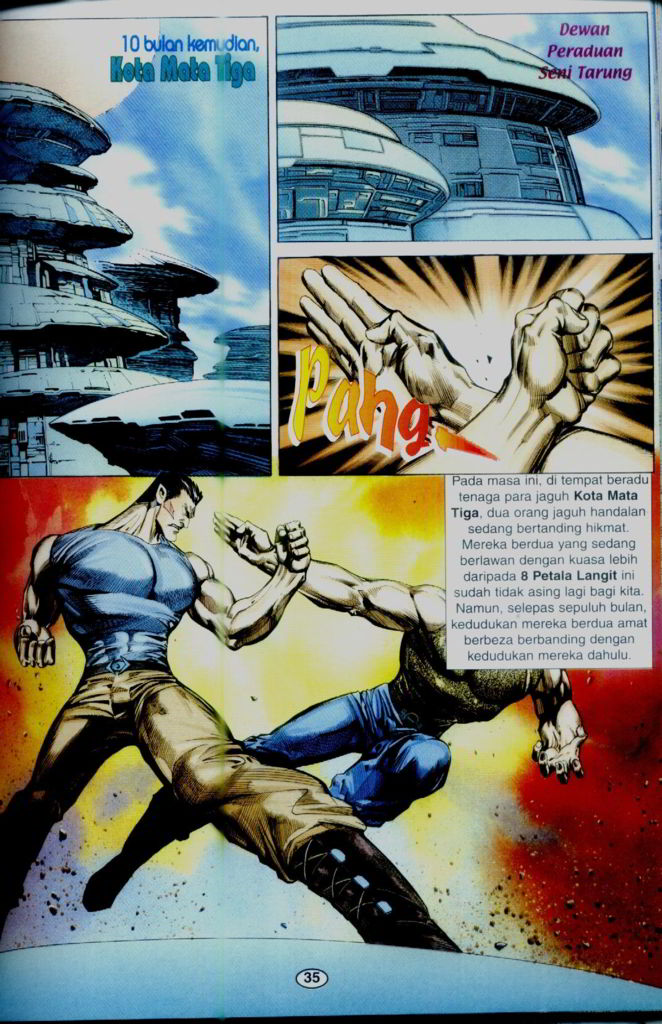 10 bulan kemudian,
Kota Mata Tiga
Dewan
Peraduan
Seni Tarung
Pang
Pada masa ini, di tempat beradu
tenaga para jaguh Kota Mata
Tiga, dua orang jaguh handalan
sedang bertanding hikmat.
Mereka berdua yang sedang
berlawan dengan kuasa lebih
daripada 8 Petala Langit ini
sudah tidak asing lagi bagi kita.
Namun, selepas sepuluh bulan,
kedudukan mereka berdua amat
berbeza berbanding dengan
kedudukan mereka dahulu.
35